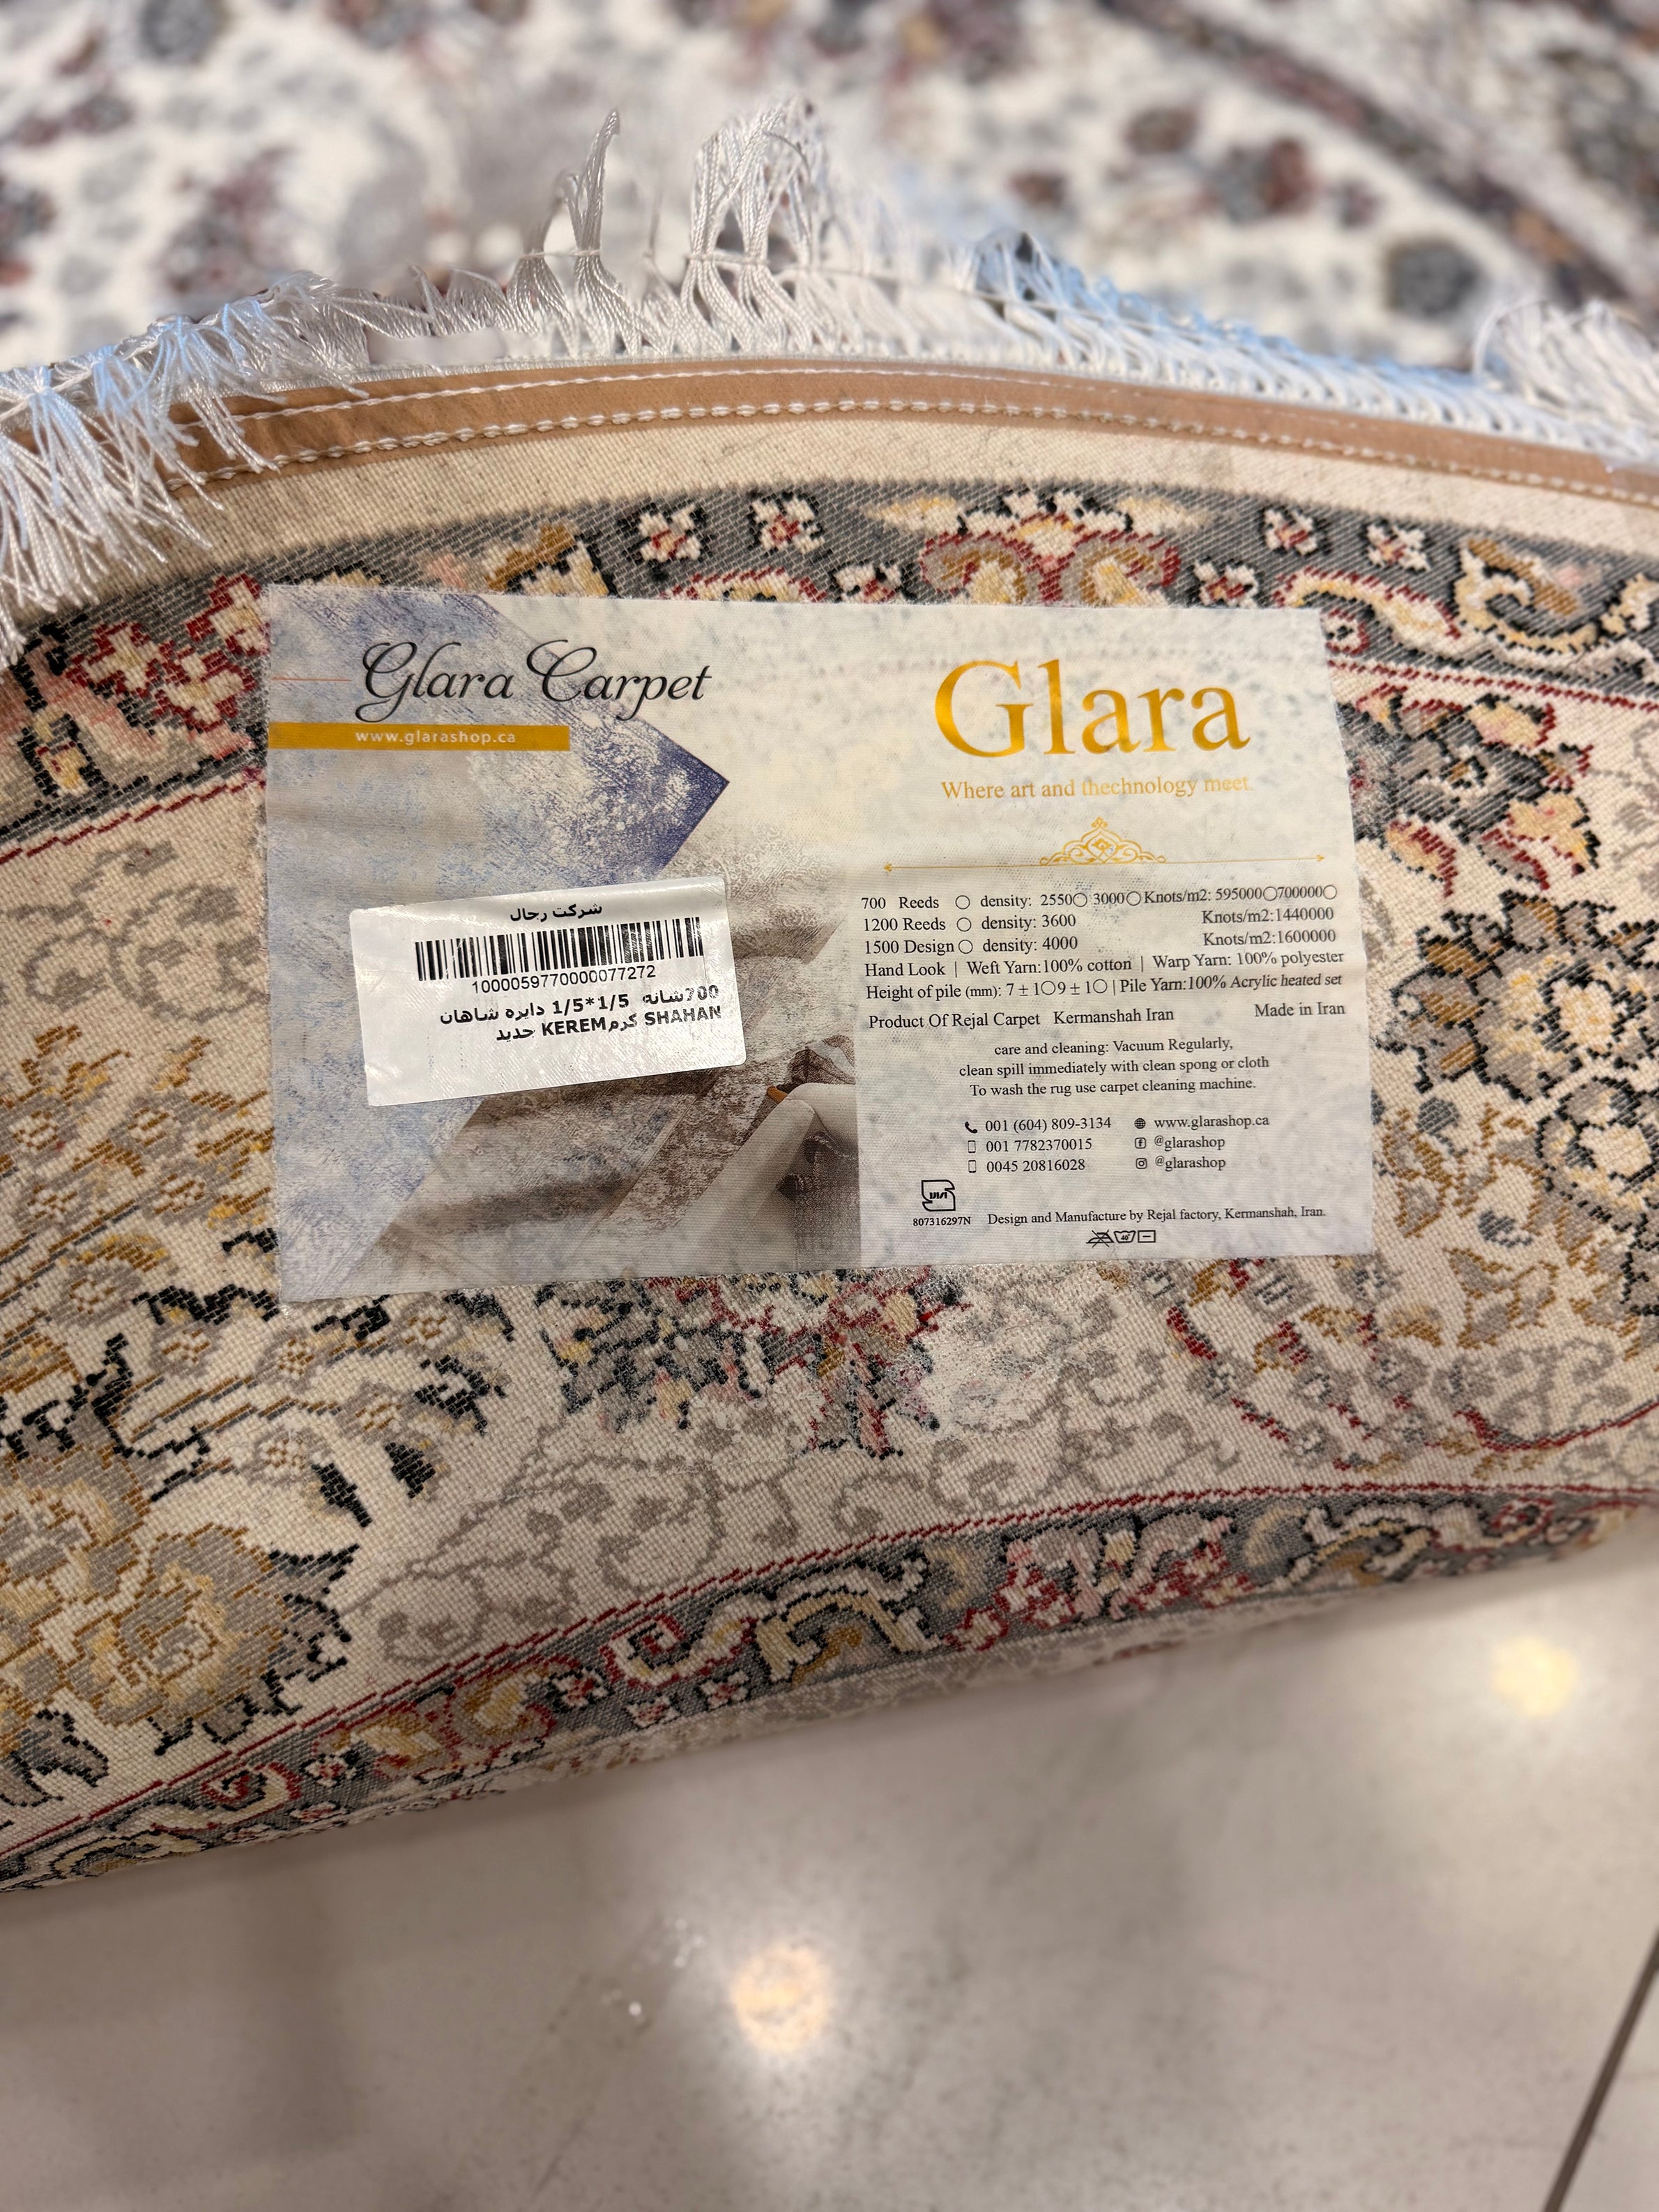 Glara Carpet
www.glarashop.ca
شرکت رجال
1000059770000077272
700شانه 1/5*1/5 دایره شاهان
SHAHAN کرمKEREM جدید
Glara
Where art and thechnology meet.
700 Reeds ○ density: 2550○ 3000○ Knots/m2: 595000○700000○
1200 Reeds ○ density: 3600 Knots/m2:1440000
1500 Design ○ density: 4000 Knots/m2:1600000
Hand Look | Weft Yarn:100% cotton | Warp Yarn: 100% polyester
Height of pile (mm): 7 ± 1○9 ± 1○ | Pile Yarn:100% Acrylic heated set
Product Of Rejal Carpet Kermanshah Iran Made in Iran
care and cleaning: Vacuum Regularly,
clean spill immediately with clean spong or cloth
To wash the rug use carpet cleaning machine.
001 (604) 809-3134 www.glarashop.ca
001 7782370015 @glarashop
0045 20816028 @glarashop
807316297N Design and Manufacture by Rejal factory, Kermanshah, Iran.